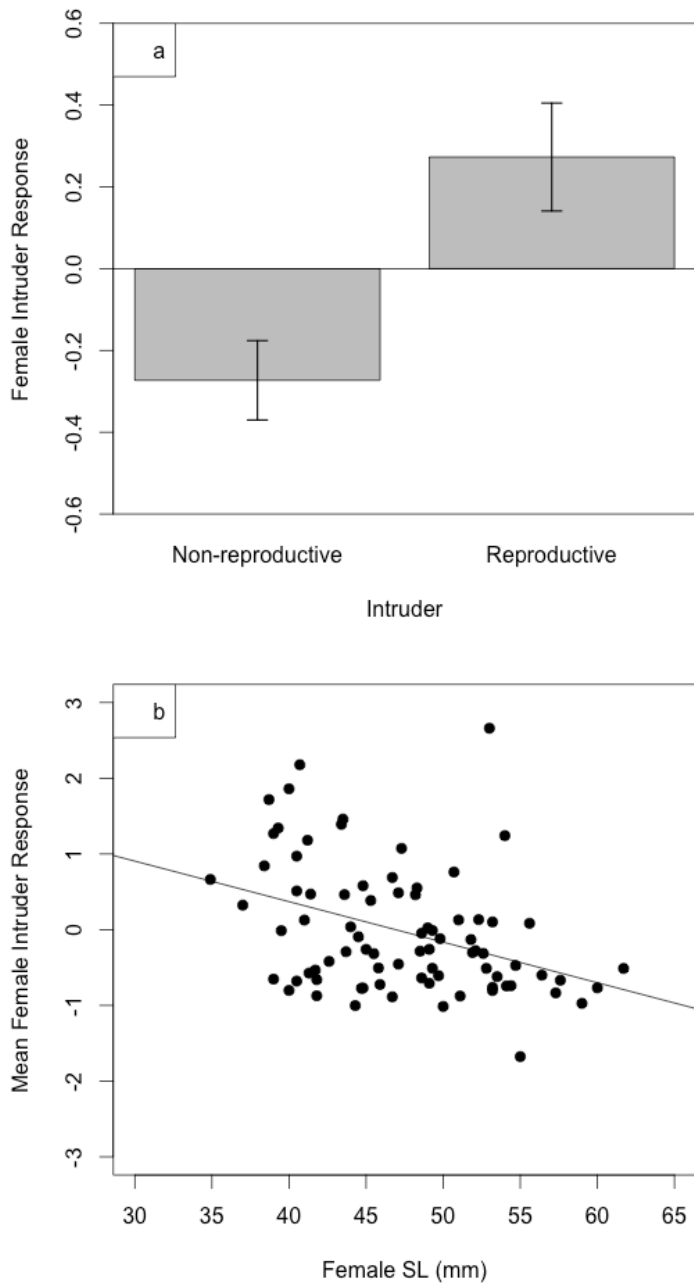 a
Female Intruder Response
0.6
0.4
0.2
0.0
-0.2
-0.4
-0.6
Non-reproductive Reproductive
Intruder
b
Mean Female Intruder Response
3
2
1
0
-1
-2
-3
30 35 40 45 50 55 60 65
Female SL (mm)